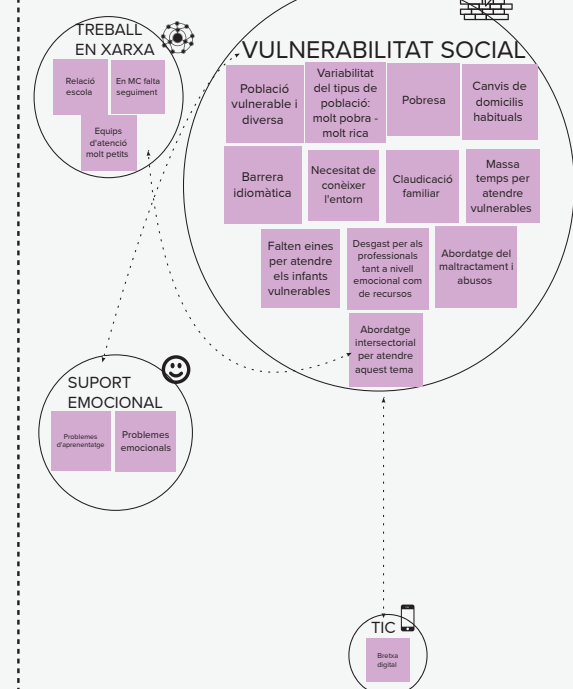 TREBALL
EN XARXA
Relació
escola
En MC falta
seguiment
Equips
d'atenció
molt petits
VULNERABILITAT SOCIAL
Població
vulnerable i
diversa
Variabilitat
del tipus de
població:
molt pobra -
molt rica
Pobresa
Canvis de
domicilis
habituals
Barrera
idiomàtica
Necesitat de
conèixer
l'entorn
Claudicació
familiar
Massa
temps per
atendre
vulnerables
Falten eines
per atendre
els infants
vulnerables
Desgast per als
professionals
tant a nivell
emocional com
de recursos
Abordatge del
maltractament i
abusos
Abordatge
intersectorial
per atendre
aquest tema
SUPORT
EMOCIONAL
Problemes
d'aprenentatge
Problemes
emocionals
TIC
Bretxa
digital